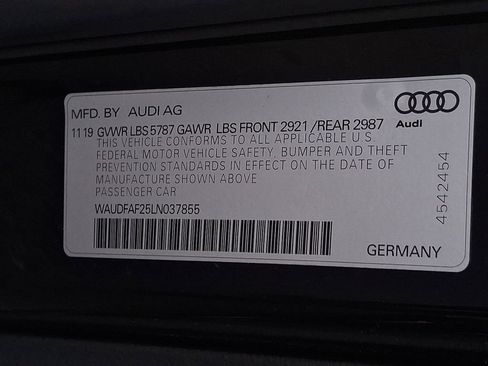 MFD. BY AUDI AG
11 19 GVWR LBS 5787 GAWR LBS FRONT 2921 / REAR 2987
THIS VEHICLE CONFORMS TO ALL APPLICABLE U S
FEDERAL MOTOR VEHICLE SAFETY, BUMPER AND THEFT
PREVENTION STANDARDS IN EFFECT ON THE DATE OF
MANUFACTURE SHOWN ABOVE
PASSENGER CAR
WAUDFAF25LN037855
GERMANY
Audi
4542454